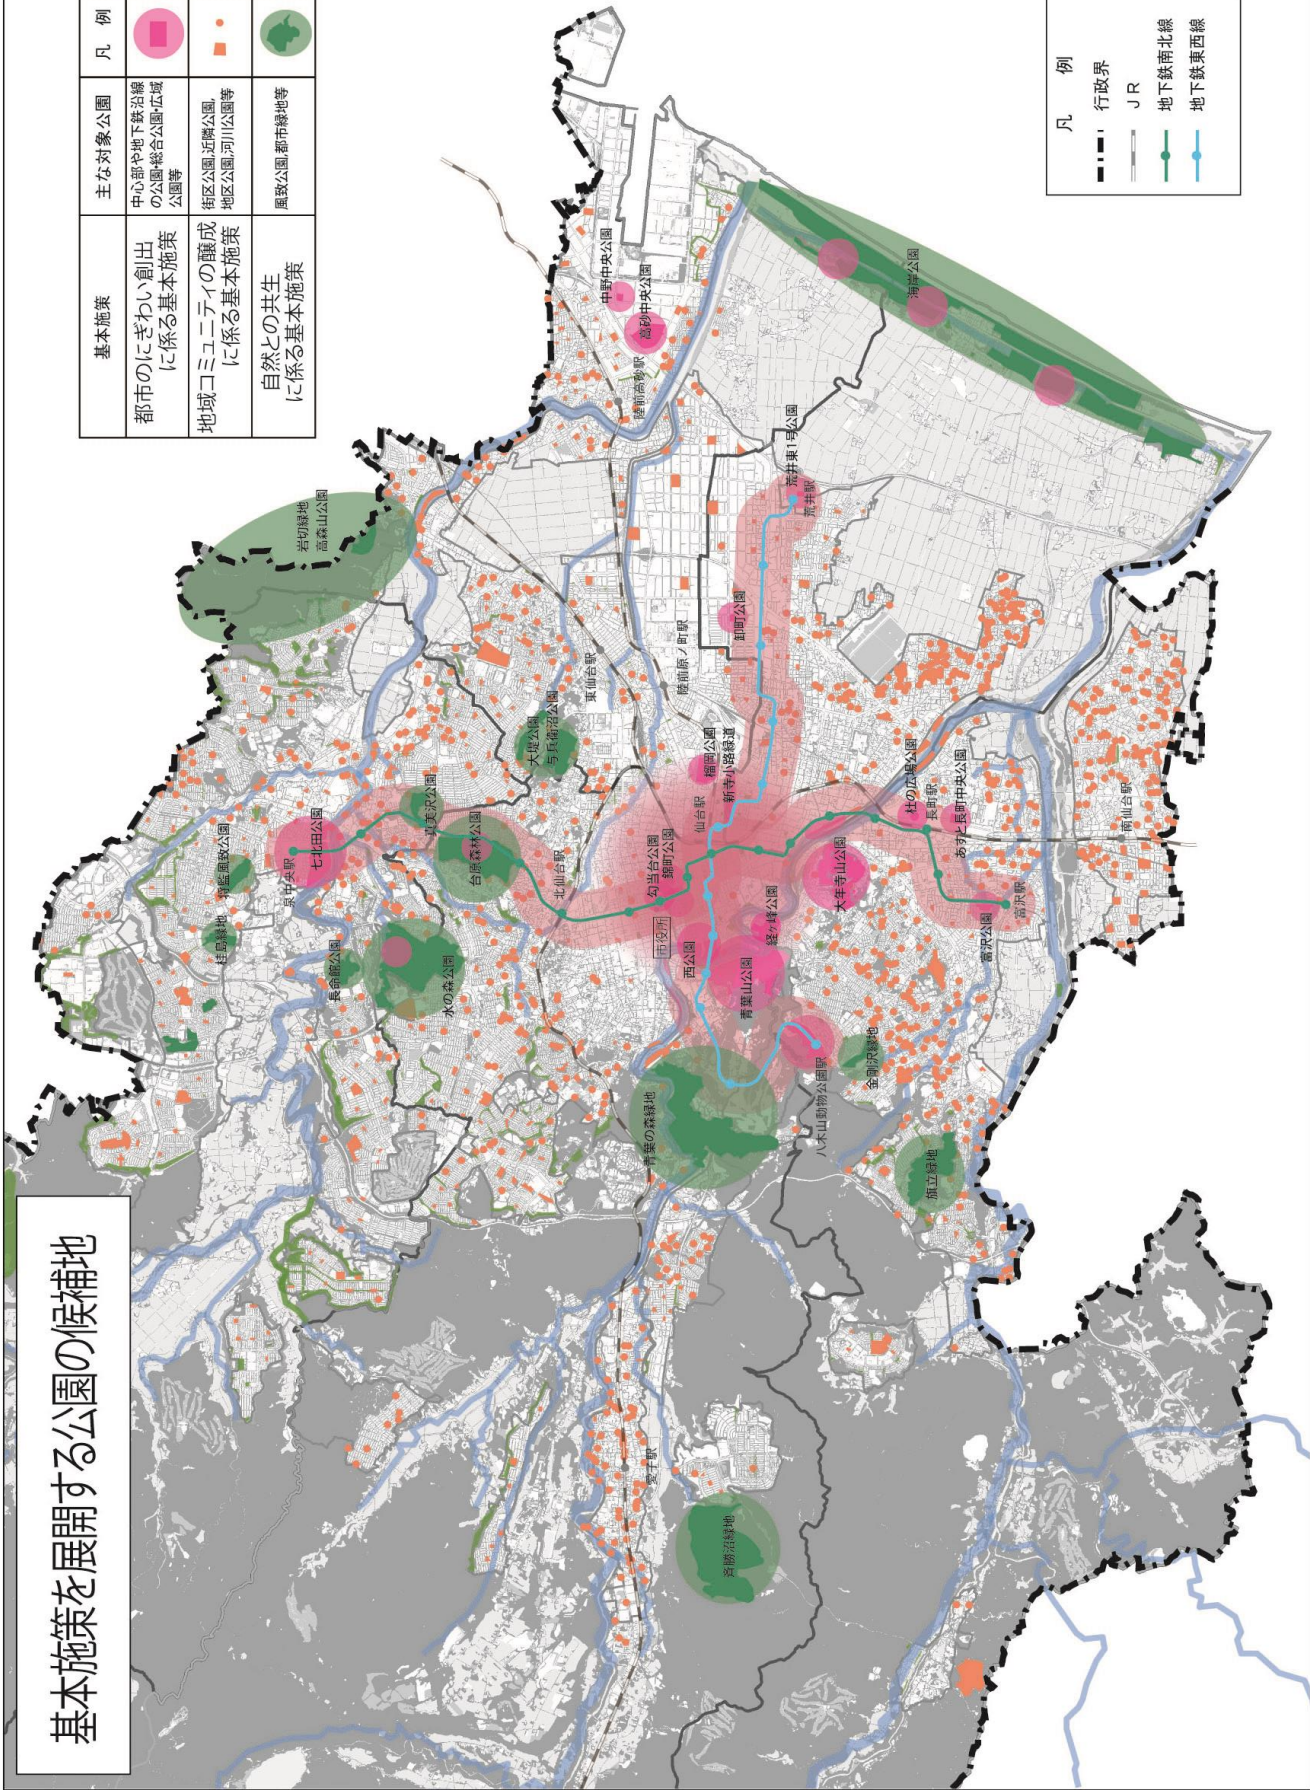 基本施策を展開する公園の候補地
基本施策
主な対象公園
凡例
都市のにぎわい創出
に係る基本施策
中心部や地下鉄沿線
の公園・総合公園・広域
公園等
地域コミュニティの醸成
に係る基本施策
街区公園,近隣公園,
地区公園,河川公園等
自然との共生
に係る基本施策
風致公園,都市緑地等
凡例
行政界
JR
地下鉄南北線
地下鉄東西線
桂島緑地
将監風致公園
泉中央駅
七北田公園
長命館公園
水の森公園
真美沢公園
台原森林公園
北仙台駅
岩切緑地
高森山公園
大堤公園
与兵衛沼公園
東仙台駅
陸前原ノ町駅
中野中央公園
高砂中央公園
陸前高砂駅
海岸公園
荒井東1号公園
荒井駅
卸町公園
榴岡公園
新寺小路緑道
仙台駅
勾当台公園
錦町公園
市役所
西公園
青葉山公園
経ヶ峰公園
大年寺山公園
青葉の森緑地
八木山動物公園駅
金剛沢緑地
旗立緑地
杜の広場公園
長町駅
あすと長町中央公園
富沢公園
富沢駅
南仙台駅
愛子駅
斉勝沼緑地